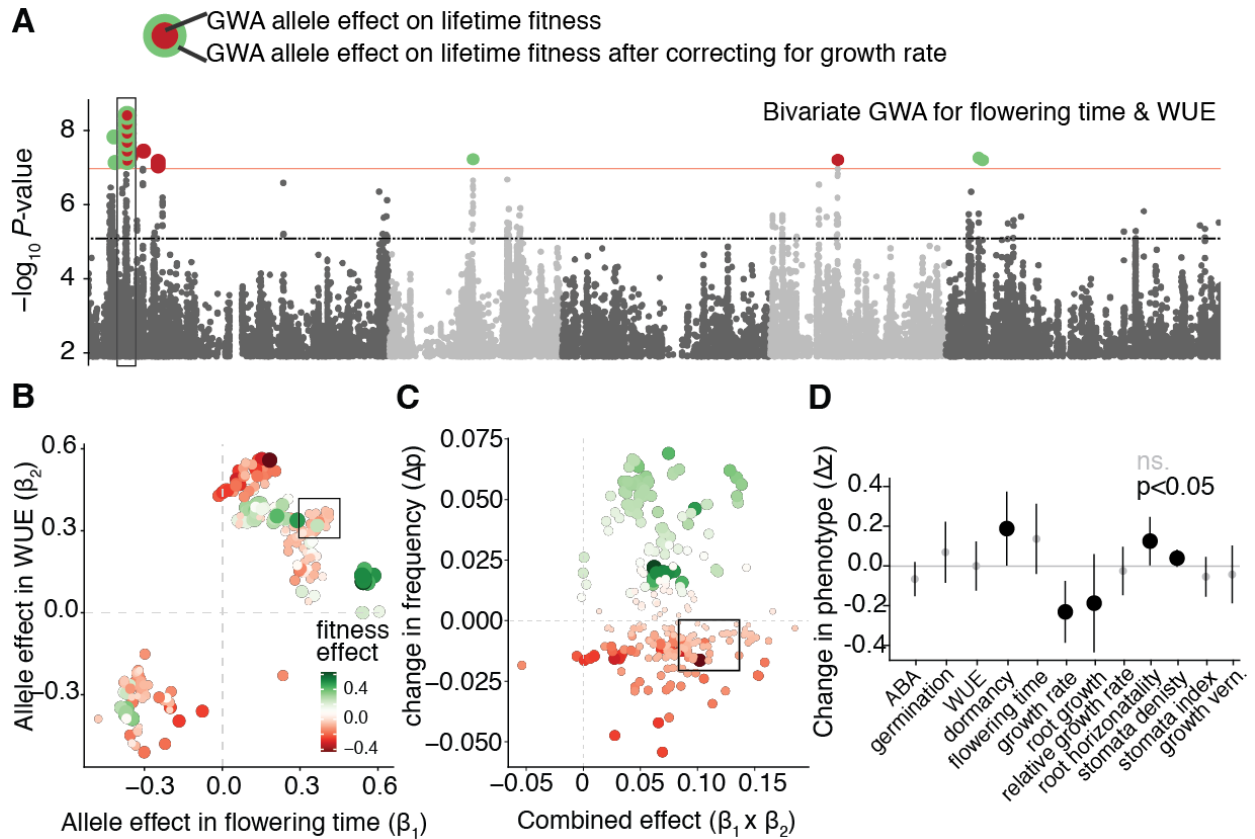 A
GWA allele effect on lifetime fitness
GWA allele effect on lifetime fitness after correcting for growth rate
Bivariate GWA for flowering time & WUE
−log10 P-value
8
6
4
2
B
Allele effect in WUE (β2)
0.6
0.3
0.0
−0.3
fitness
effect
0.4
0.0
−0.4
−0.3 0.0 0.3 0.6
Allele effect in flowering time (β1)
C
change in frequency (Δp)
0.075
0.050
0.025
0.000
−0.025
−0.050
−0.05 0 0.05 0.10 0.15
Combined effect (β1 x β2)
D
Change in phenotype (Δz)
ns.
p<0.05
0.4
0.2
0.0
-0.2
-0.4
ABA
germination
WUE
dormancy
flowering time
growth rate
root growth
relative growth rate
root horizonatality
stomata denisty
stomata index
growth vern.